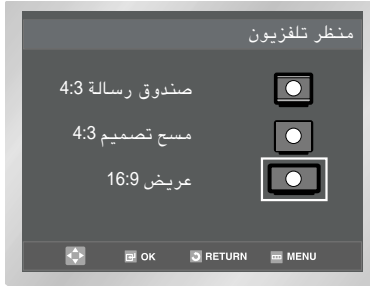 منظر تلفزيون
صندوق رسالة 4:3
مسح تصميم 4:3
عريض 16:9
OK RETURN MENU